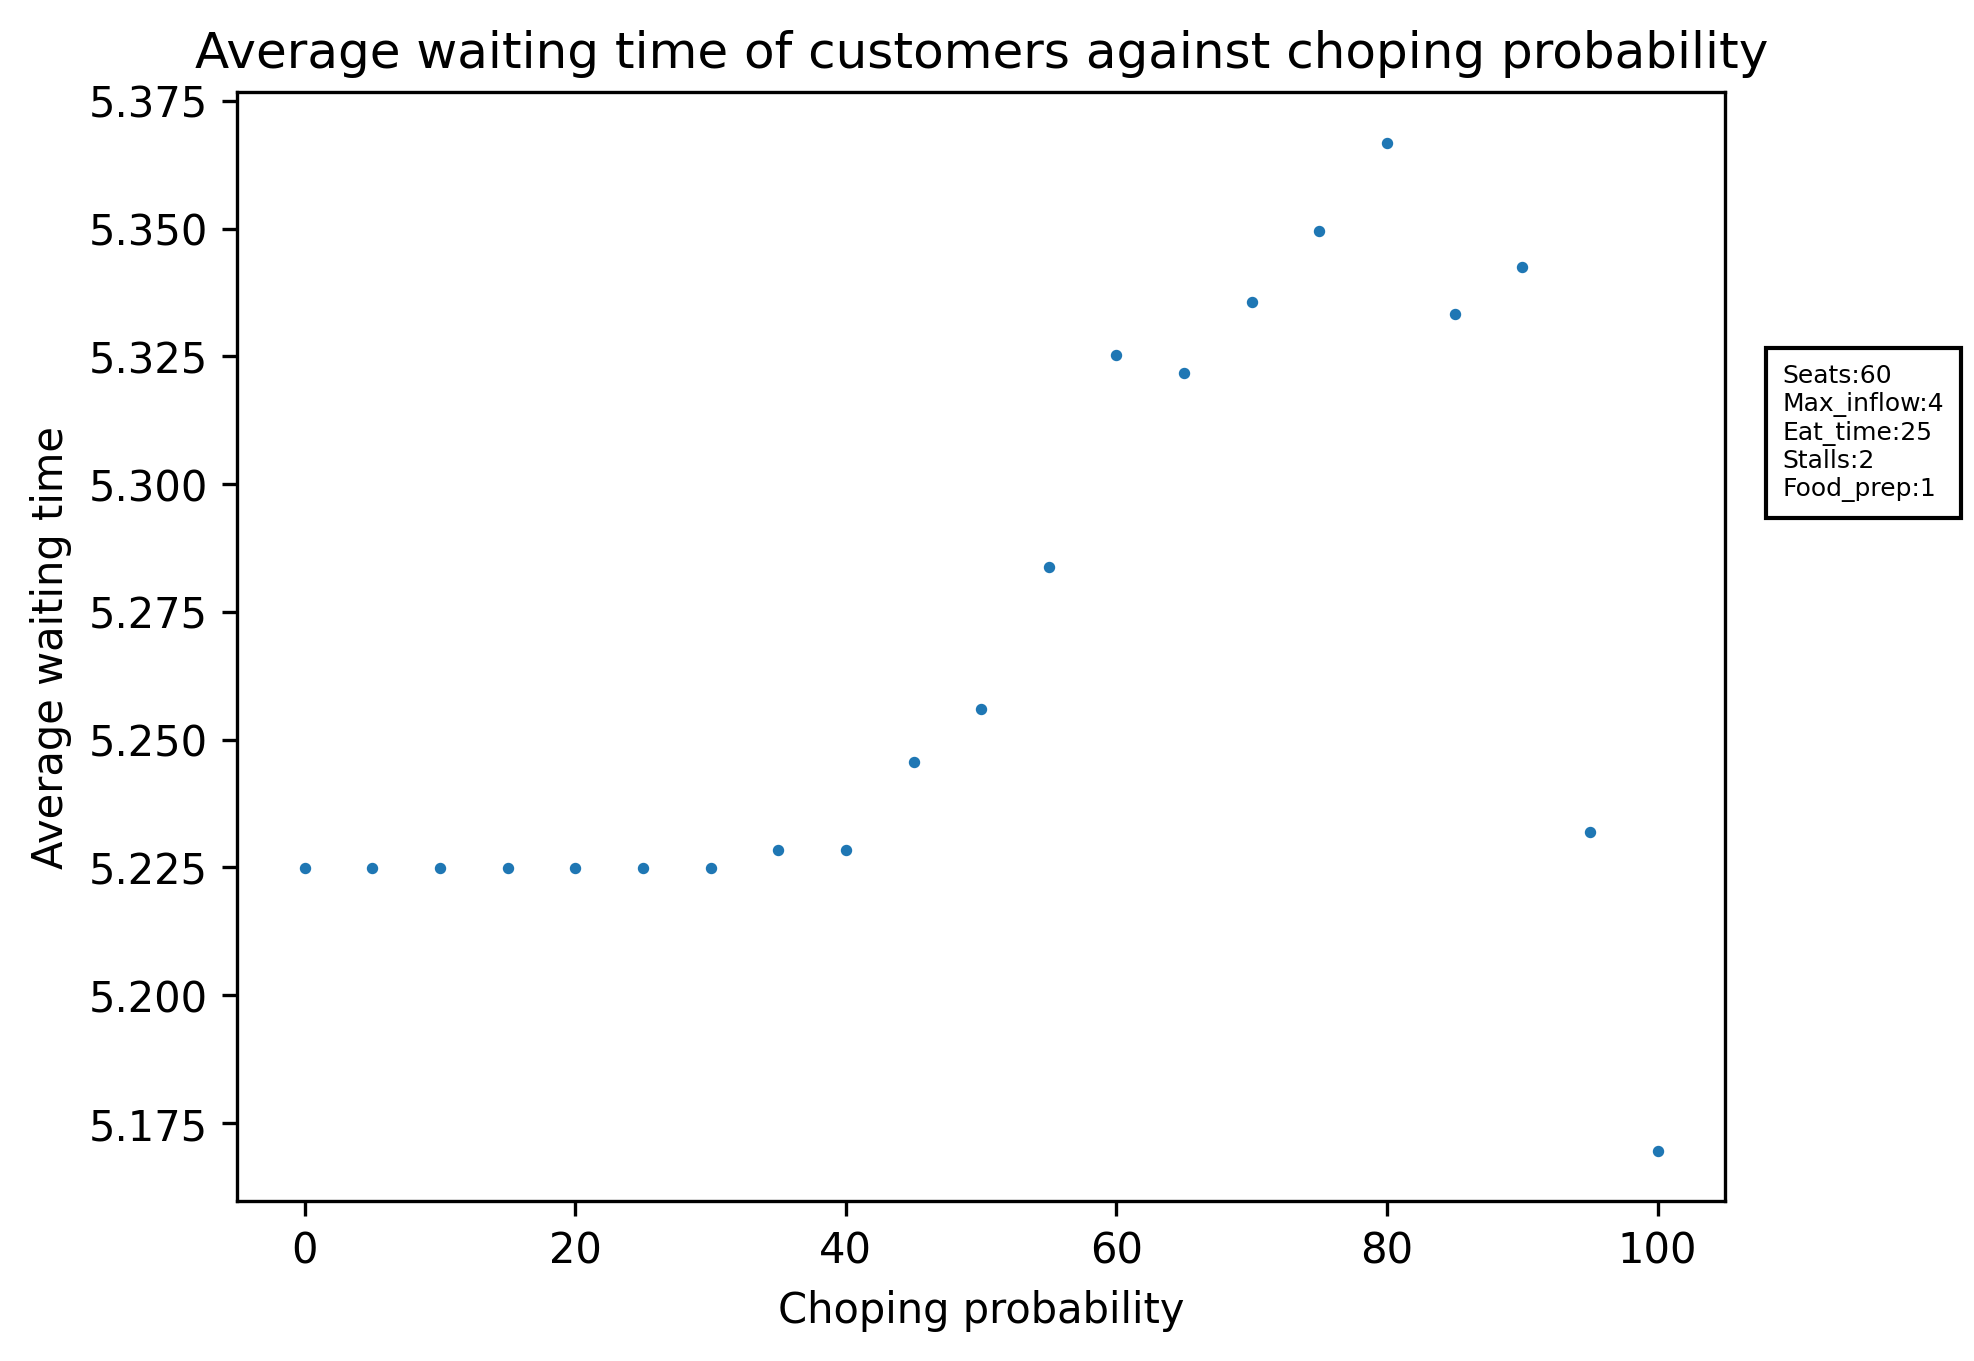 Average waiting time of customers against choping probability
5.375
5.350
5.325
5.300
5.275
5.250
5.225
5.200
5.175
Average waiting time
0 20 40 60 80 100
Choping probability
Seats:60
Max_inflow:4
Eat_time:25
Stalls:2
Food_prep:1